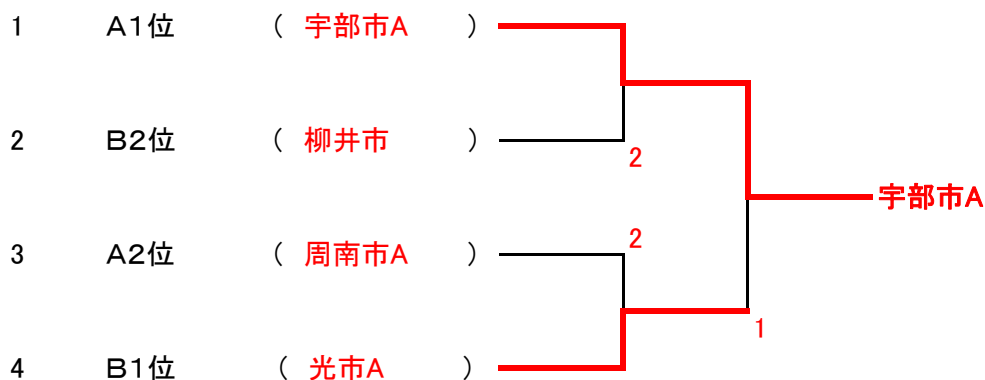 1 A1位 ( 宇部市A )
2 B2位 ( 柳井市 )
2
宇部市A
2
3 A2位 ( 周南市A )
1
4 B1位 ( 光市A )